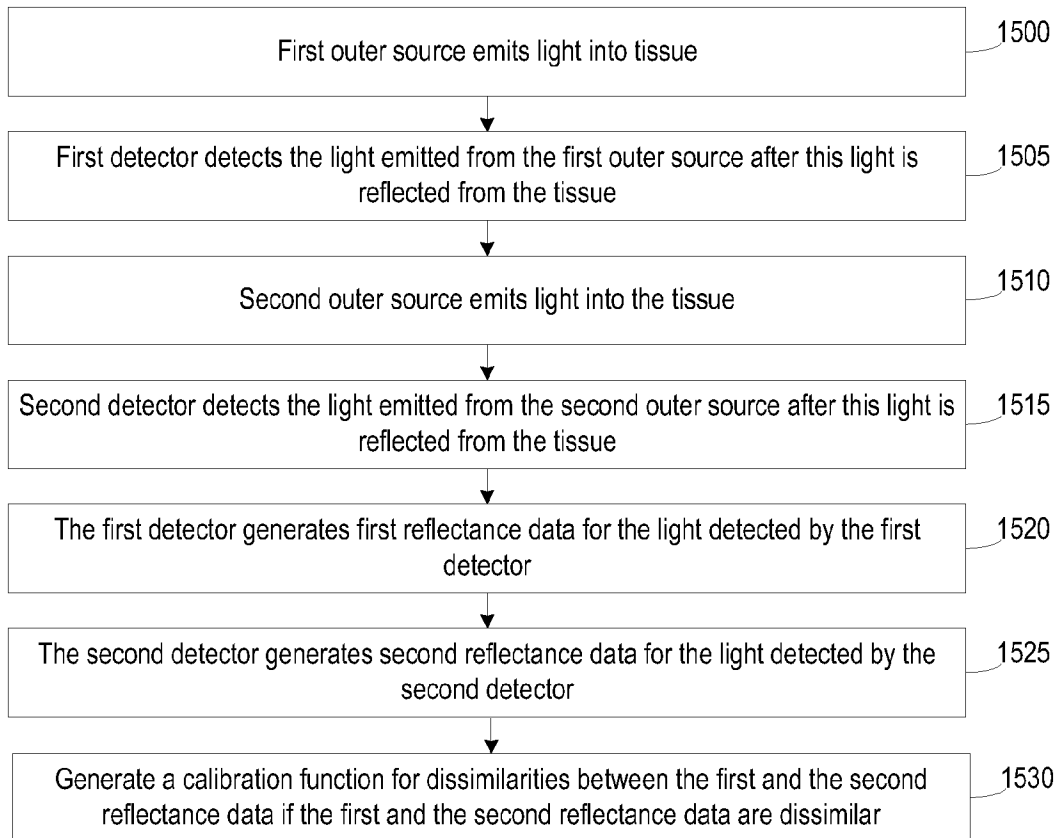 First outer source emits light into tissue
1500
First detector detects the light emitted from the first outer source after this light is
reflected from the tissue
1505
Second outer source emits light into the tissue
1510
Second detector detects the light emitted from the second outer source after this light is
reflected from the tissue
1515
The first detector generates first reflectance data for the light detected by the first
detector
1520
The second detector generates second reflectance data for the light detected by the
second detector
1525
Generate a calibration function for dissimilarities between the first and the second
reflectance data if the first and the second reflectance data are dissimilar
1530